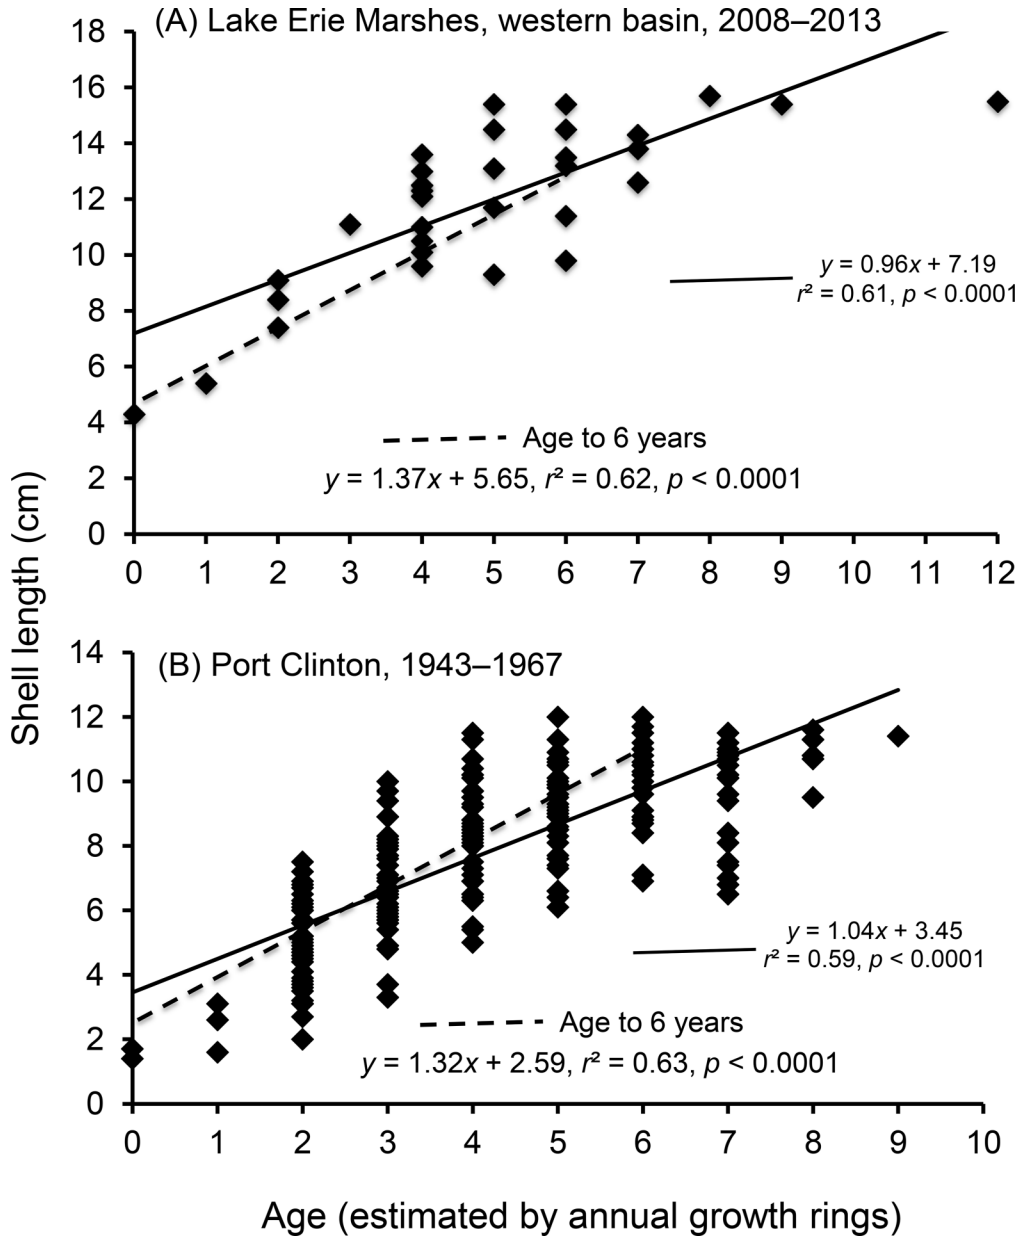 (A) Lake Erie Marshes, western basin, 2008–2013
18
16
14
12
10
8
6
4
2
0
y = 0.96x + 7.19
r² = 0.61, p < 0.0001
Age to 6 years
y = 1.37x + 5.65, r² = 0.62, p < 0.0001
0 1 2 3 4 5 6 7 8 9 10 11 12
Shell length (cm)
(B) Port Clinton, 1943–1967
14
12
10
8
6
4
2
0
y = 1.04x + 3.45
r² = 0.59, p < 0.0001
Age to 6 years
y = 1.32x + 2.59, r² = 0.63, p < 0.0001
0 1 2 3 4 5 6 7 8 9 10
Age (estimated by annual growth rings)